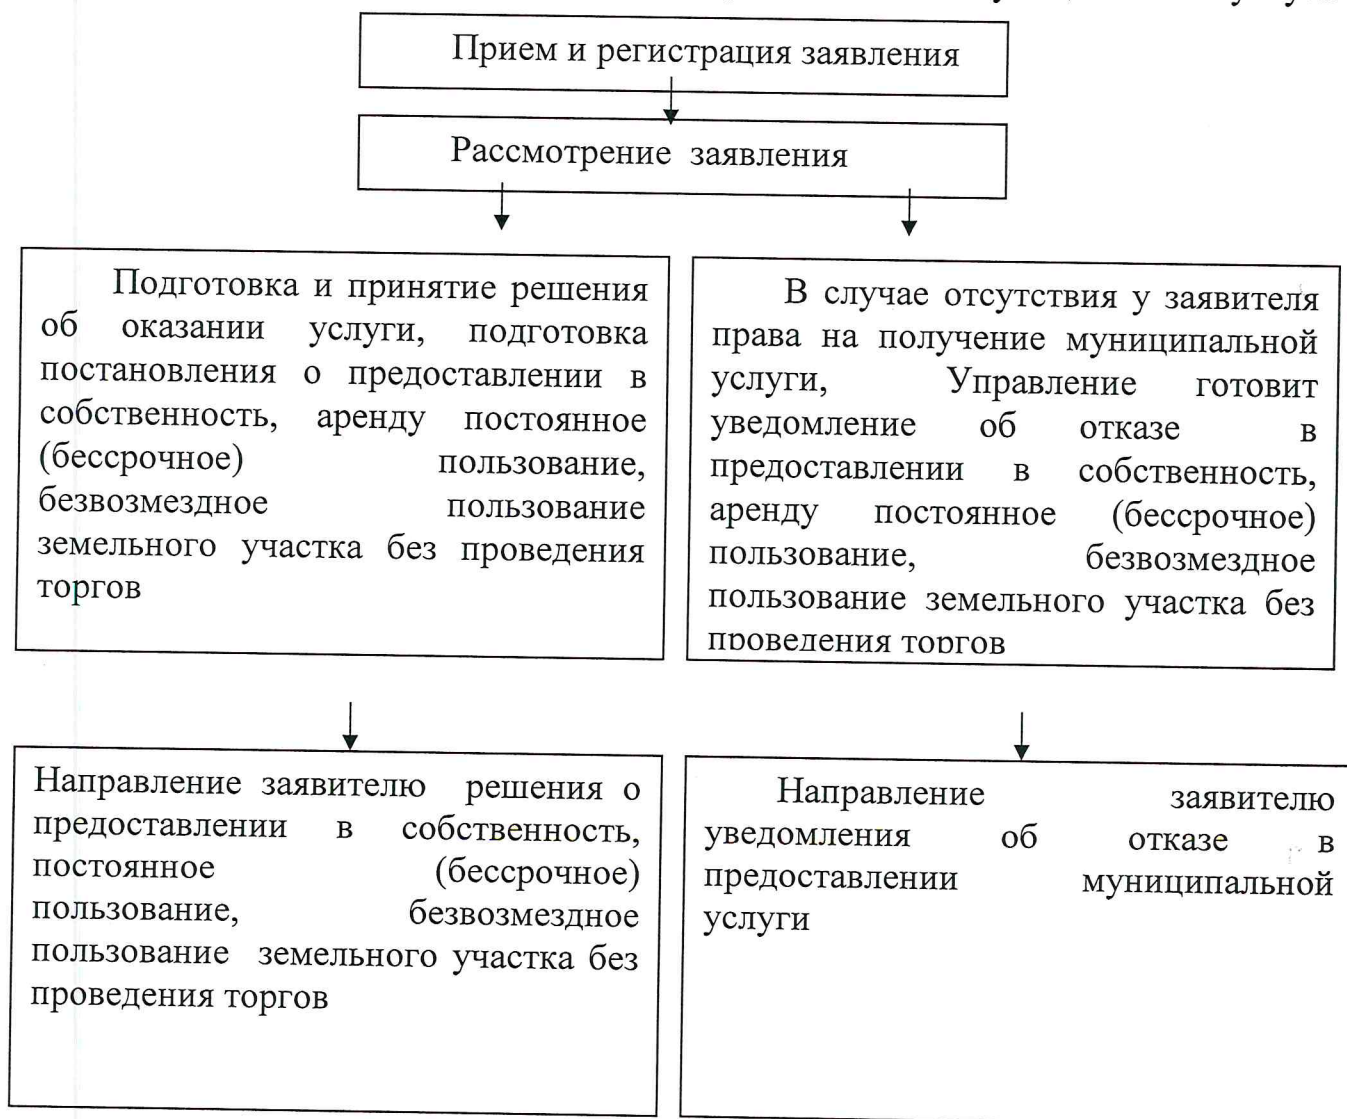 Прием и регистрация заявления
Рассмотрение заявления
Подготовка и принятие решения
об оказании услуги, подготовка
постановления о предоставлении в
собственность, аренду постоянное
(бессрочное) пользование,
безвозмездное пользование
земельного участка без проведения
торгов
В случае отсутствия у заявителя
права на получение муниципальной
услуги, Управление готовит
уведомление об отказе в
предоставлении в собственность,
аренду постоянное (бессрочное)
пользование, безвозмездное
пользование земельного участка без
проведения торгов
Направление заявителю решения о
предоставлении в собственность,
постоянное (бессрочное)
пользование, безвозмездное
пользование земельного участка без
проведения торгов
Направление заявителю
уведомления об отказе в
предоставлении муниципальной
услуги